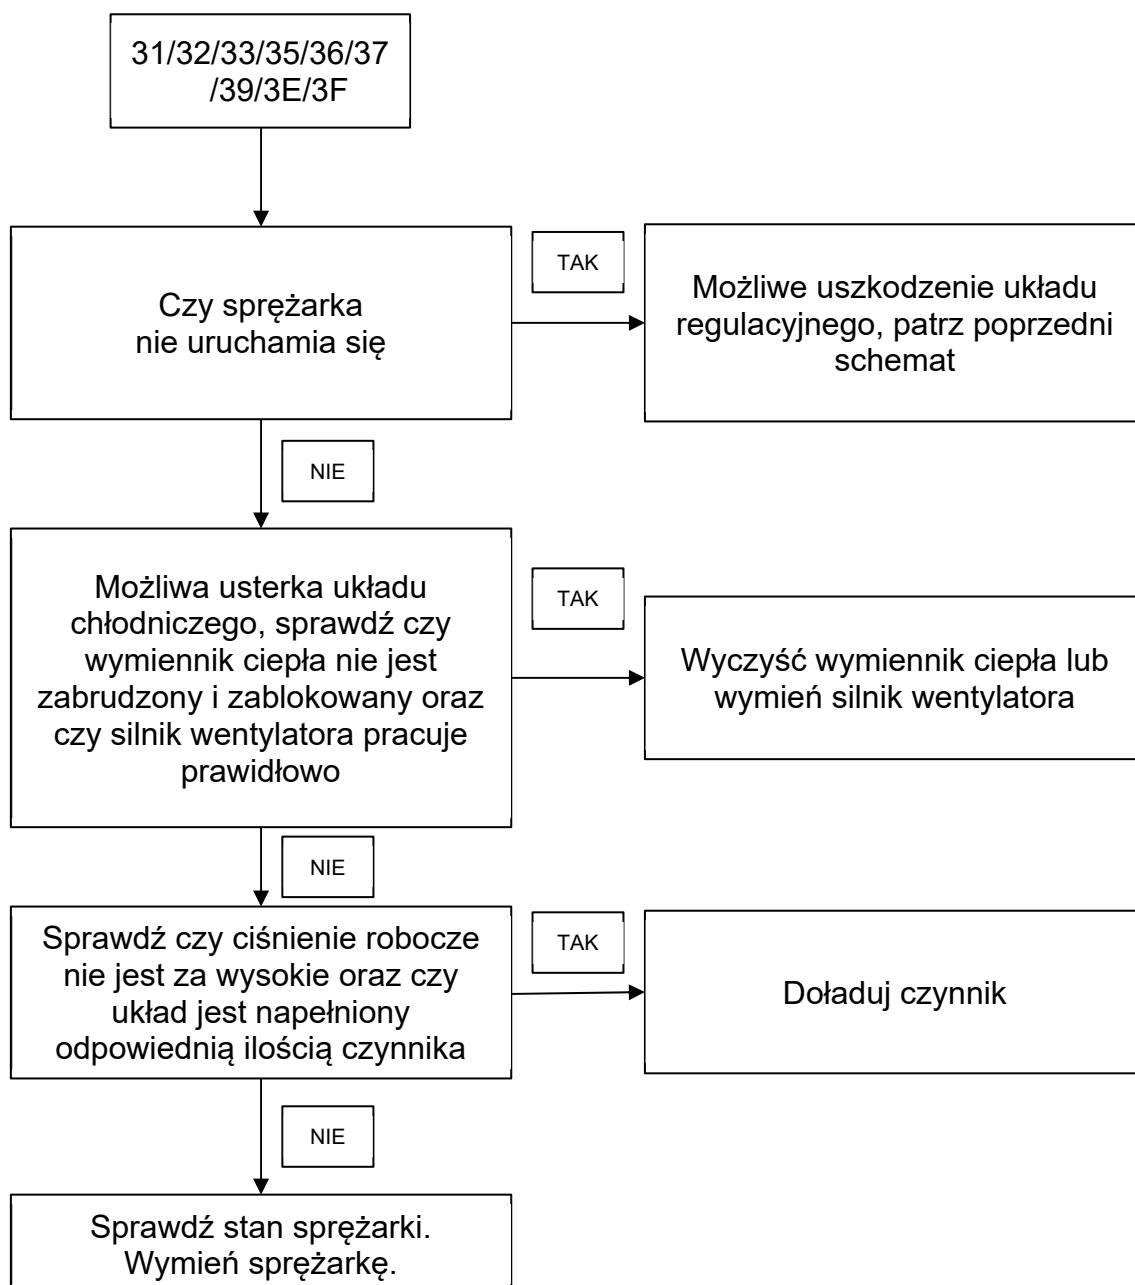 31/32/33/35/36/37
/39/3E/3F
Czy sprężarka
nie uruchamia się
TAK
Możliwe uszkodzenie układu
regulacyjnego, patrz poprzedni
schemat
NIE
Możliwa usterka układu
chłodniczego, sprawdź czy
wymiennik ciepła nie jest
zabrudzony i zablokowany oraz
czy silnik wentylatora pracuje
prawidłowo
TAK
Wyczyść wymiennik ciepła lub
wymień silnik wentylatora
NIE
Sprawdź czy ciśnienie robocze
nie jest za wysokie oraz czy
układ jest napełniony
odpowiednią ilością czynnika
TAK
Doładuj czynnik
NIE
Sprawdź stan sprężarki.
Wymień sprężarkę.